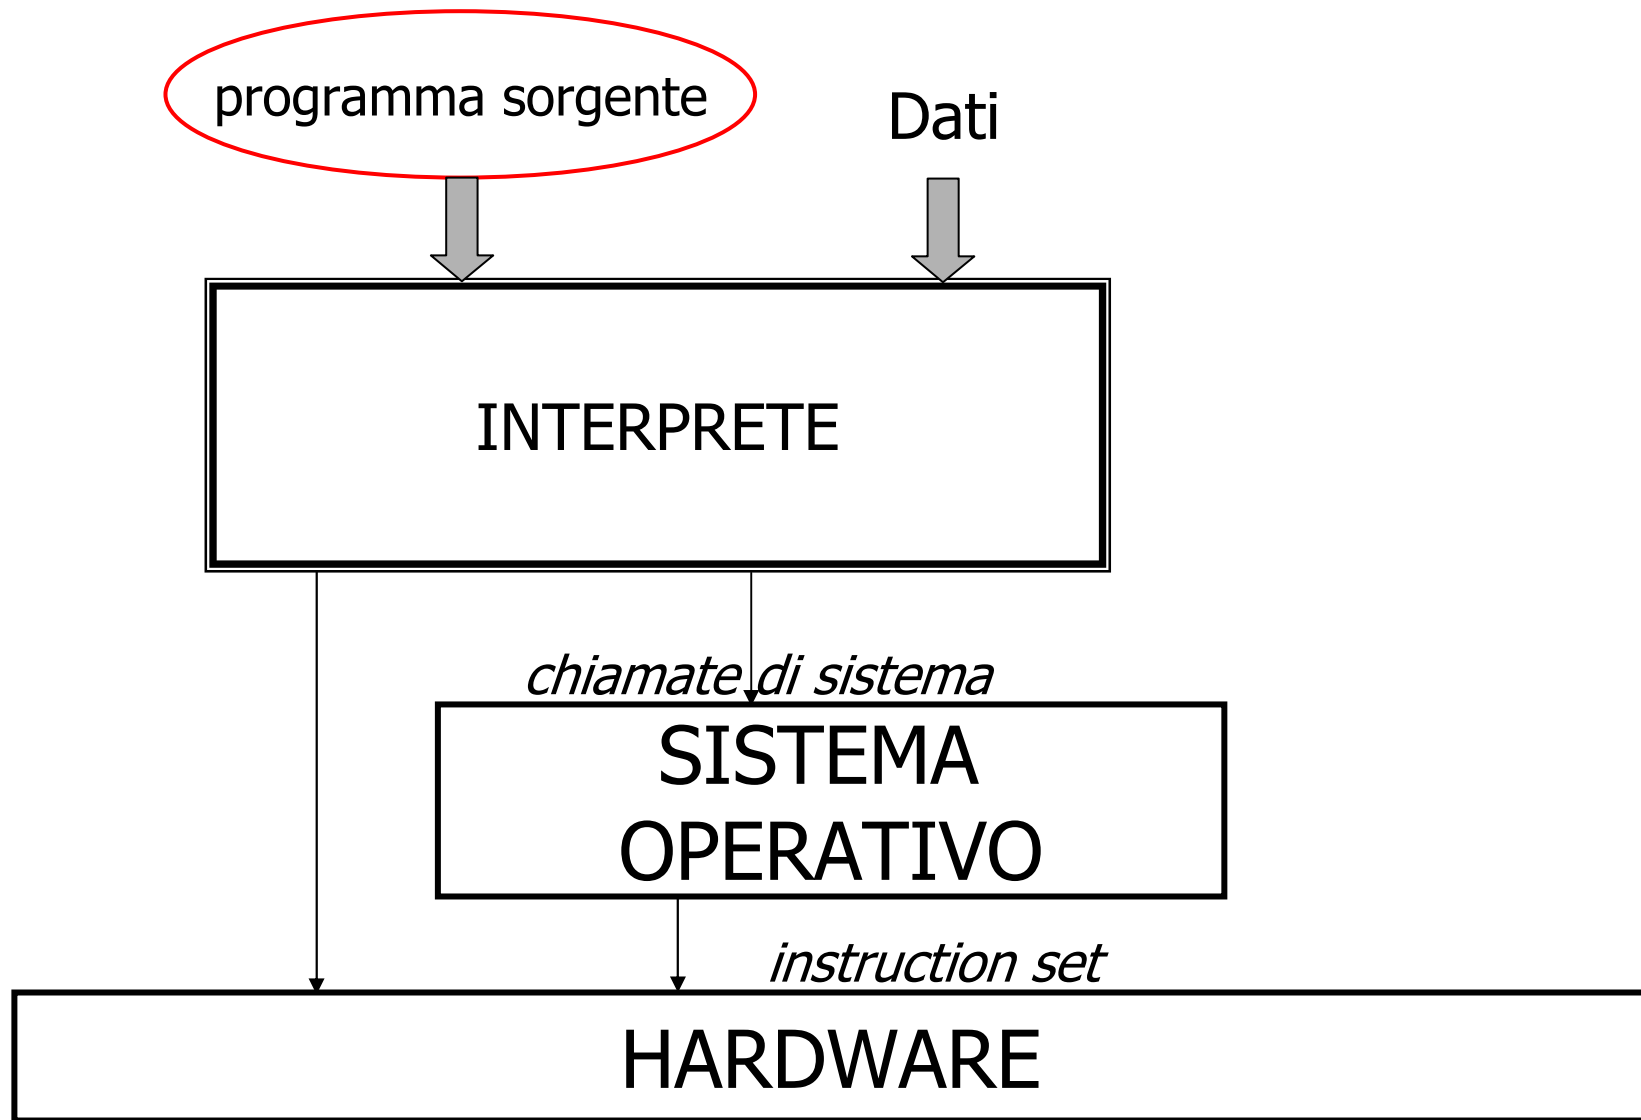 programma sorgente
Dati
INTERPRETE
chiamate di sistema
SISTEMA
OPERATIVO
instruction set
HARDWARE